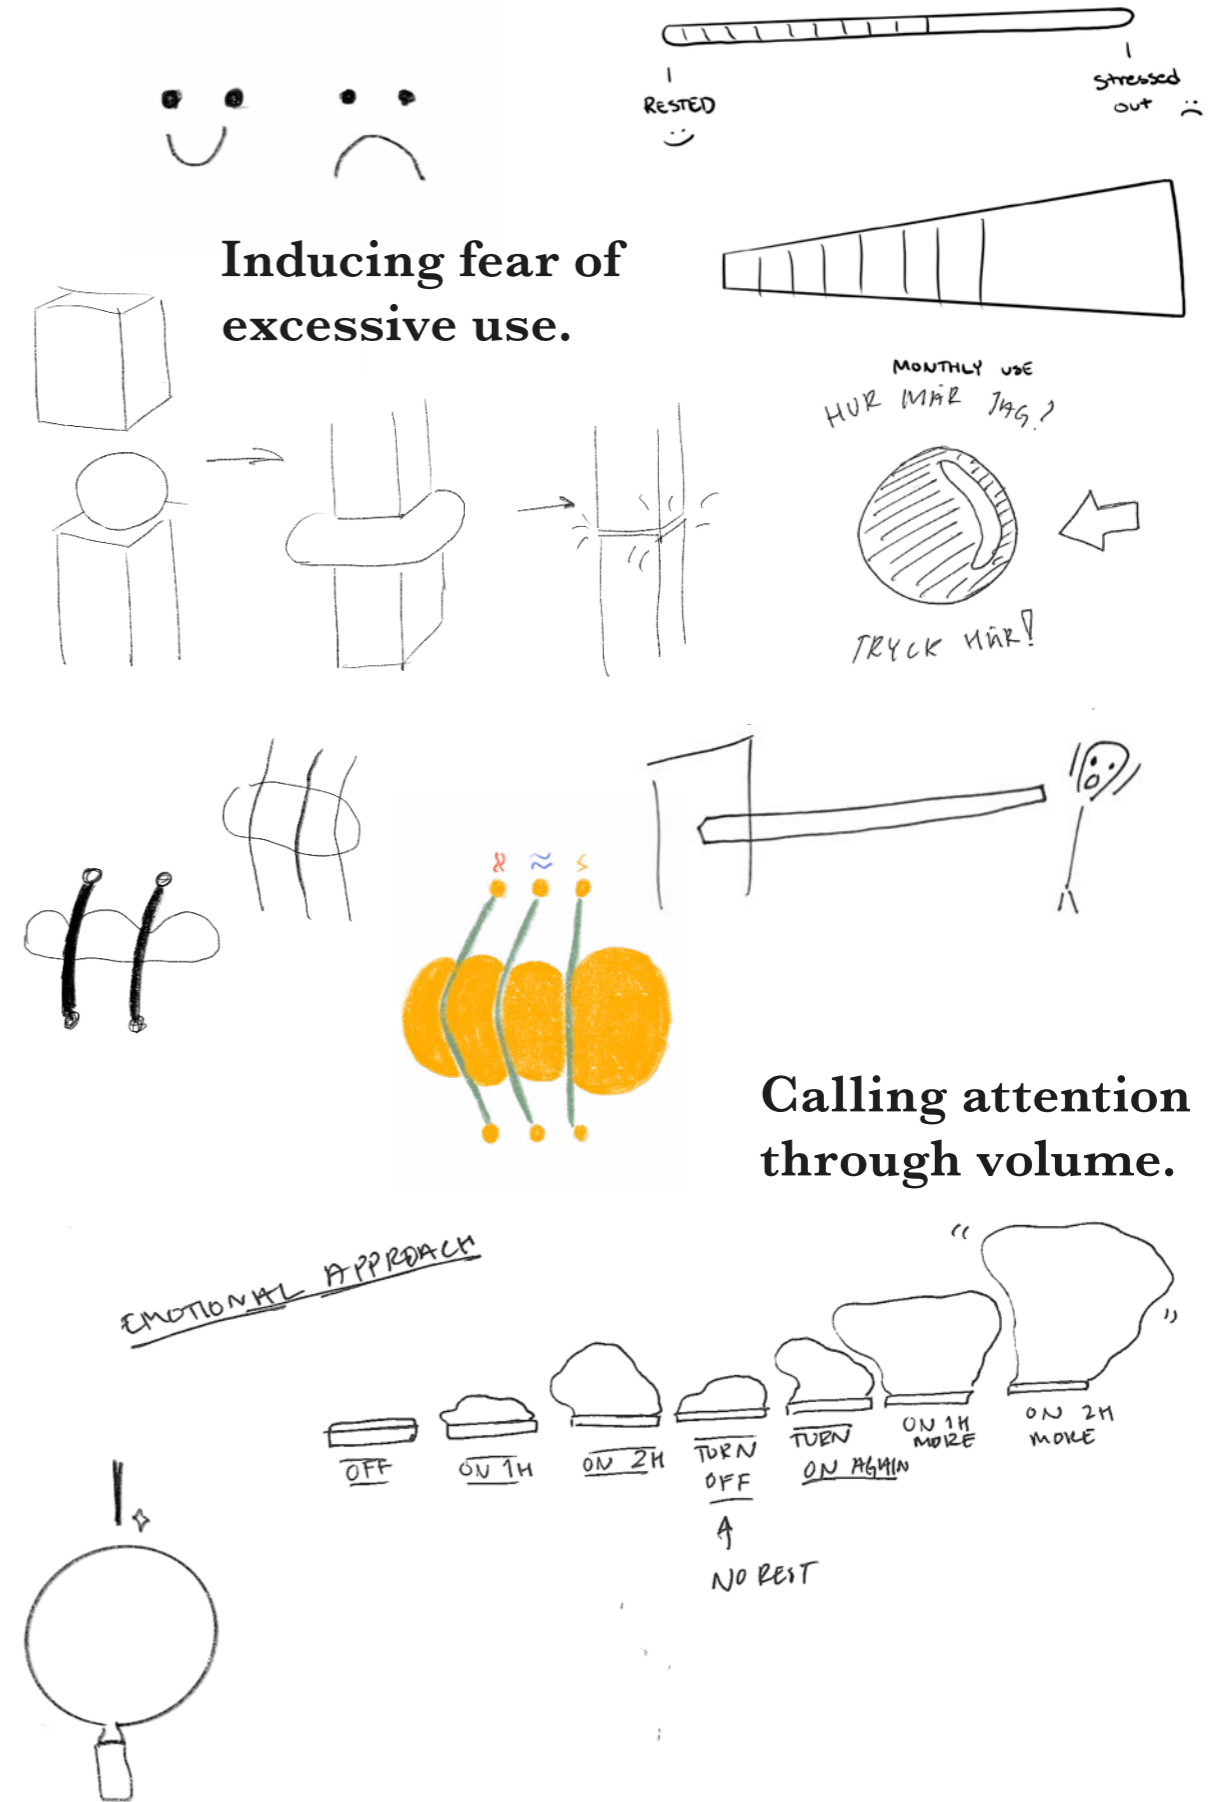 RESTED
stressed
out
Inducing fear of
excessive use.
MONTHLY USE
HUR MÅR JAG?
TRYCK HÄR!
Calling attention
through volume.
EMOTIONAL APPROACH
OFF
ON 1H
ON 2H
TURN
OFF
NO REST
TURN
ON AGAIN
ON 1H
MORE
ON 2H
MORE